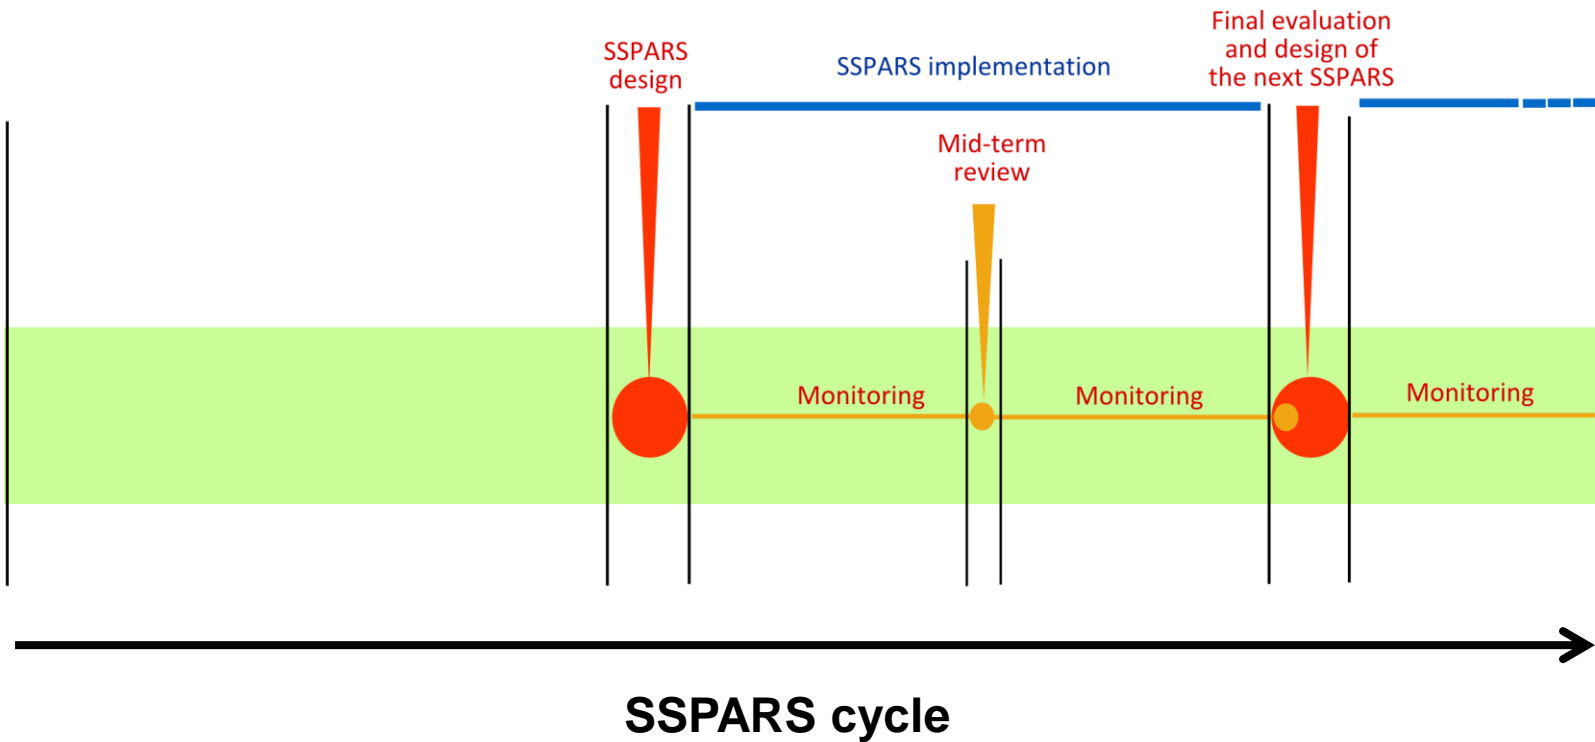 SSPARS
design
SSPARS implementation
Final evaluation
and design of
the next SSPARS
Mid-term
review
Monitoring
Monitoring
Monitoring
SSPARS cycle